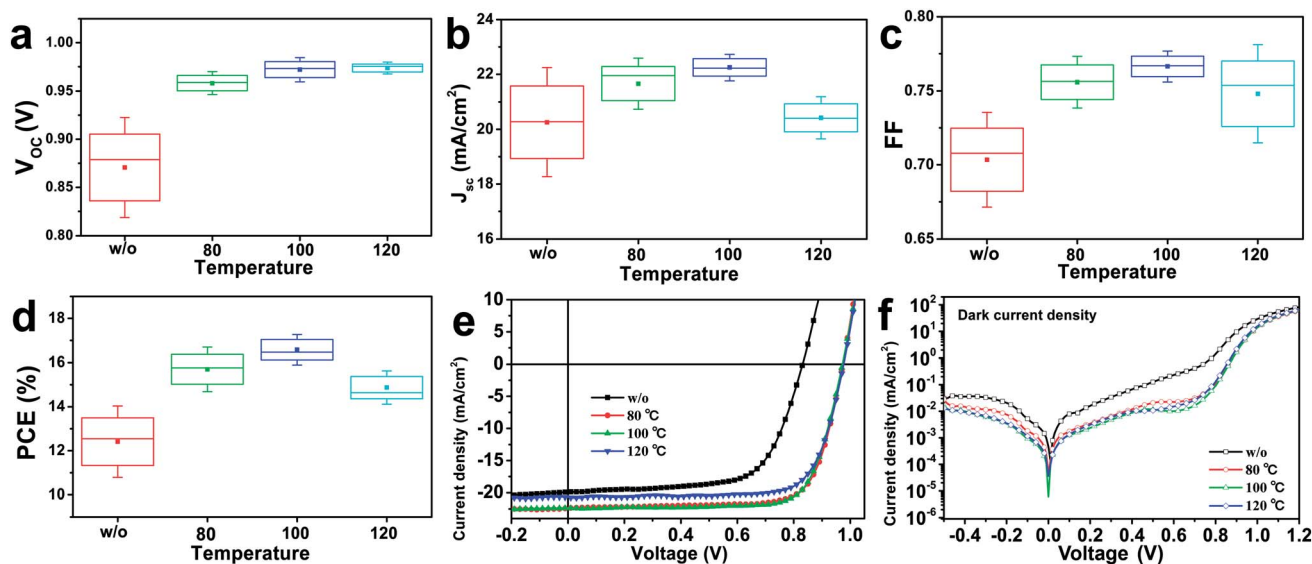 a
V_OC (V)
1.00
0.95
0.90
0.85
0.80
w/o
80
100
120
Temperature
b
J_sc (mA/cm²)
24
22
20
18
16
w/o
80
100
120
Temperature
c
FF
0.80
0.75
0.70
0.65
w/o
80
100
120
Temperature
d
PCE (%)
18
16
14
12
10
w/o
80
100
120
Temperature
e
Current density (mA/cm²)
10
5
0
-5
-10
-15
-20
w/o
80 ℃
100 ℃
120 ℃
-0.2
0.0
0.2
0.4
0.6
0.8
1.0
Voltage (V)
f
Dark current density
Current density (mA/cm²)
10²
10¹
10⁰
10⁻¹
10⁻²
10⁻³
10⁻⁴
10⁻⁵
10⁻⁶
w/o
80 ℃
100 ℃
120 ℃
-0.4
-0.2
0.0
0.2
0.4
0.6
0.8
1.0
1.2
Voltage (V)